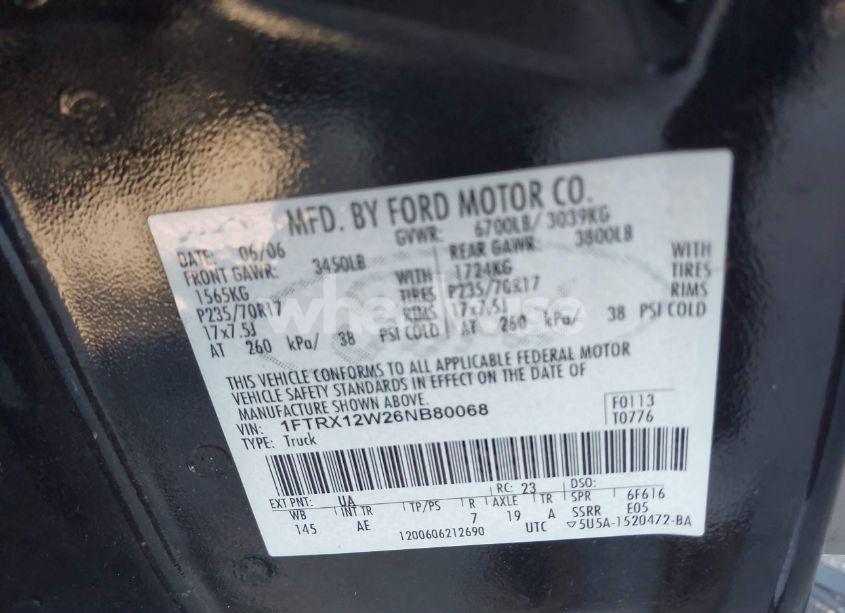 MFD. BY FORD MOTOR CO.
DATE: 06/06 GVWR: 6700LB/ 3039KG
FRONT GAWR: 3450LB REAR GAWR: 3800LB
1565KG WITH 1724KG WITH
P235/70R17 TIRES P235/70R17 TIRES
17x7.5J RIMS 17x7.5J RIMS
AT 260 kPa/ 38 PSI COLD AT 260 kPa/ 38 PSI COLD
THIS VEHICLE CONFORMS TO ALL APPLICABLE FEDERAL MOTOR
VEHICLE SAFETY STANDARDS IN EFFECT ON THE DATE OF
MANUFACTURE SHOWN ABOVE.
VIN: 1FTRX12W26NB80068 F0113
TYPE: Truck T0776
EXT PNT: UA RC: 23 DSO:
WB INT TR TP/PS R AXLE TR SPR 6F616
145 AE 7 19 A SSRR E05
1200606212690 UTC ▽5U5A-1520472-BA
wheelwise